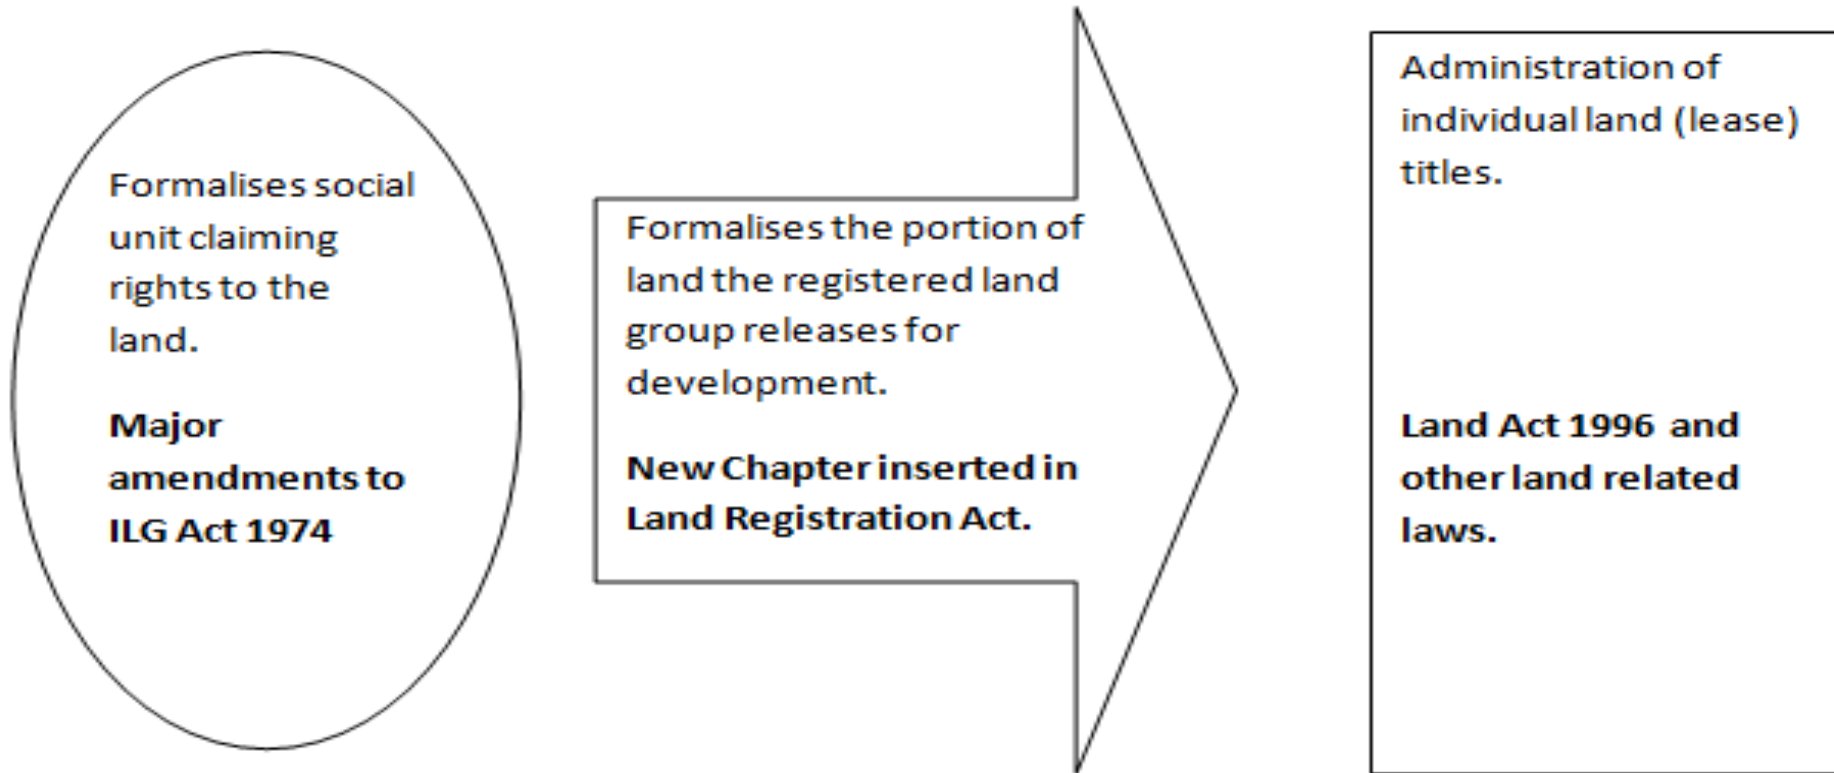 Formalises social
unit claiming
rights to the
land.
Major
amendments to
ILG Act 1974
Formalises the portion of
land the registered land
group releases for
development.
New Chapter inserted in
Land Registration Act.
Administration of
individual land (lease)
titles.
Land Act 1996 and
other land related
laws.